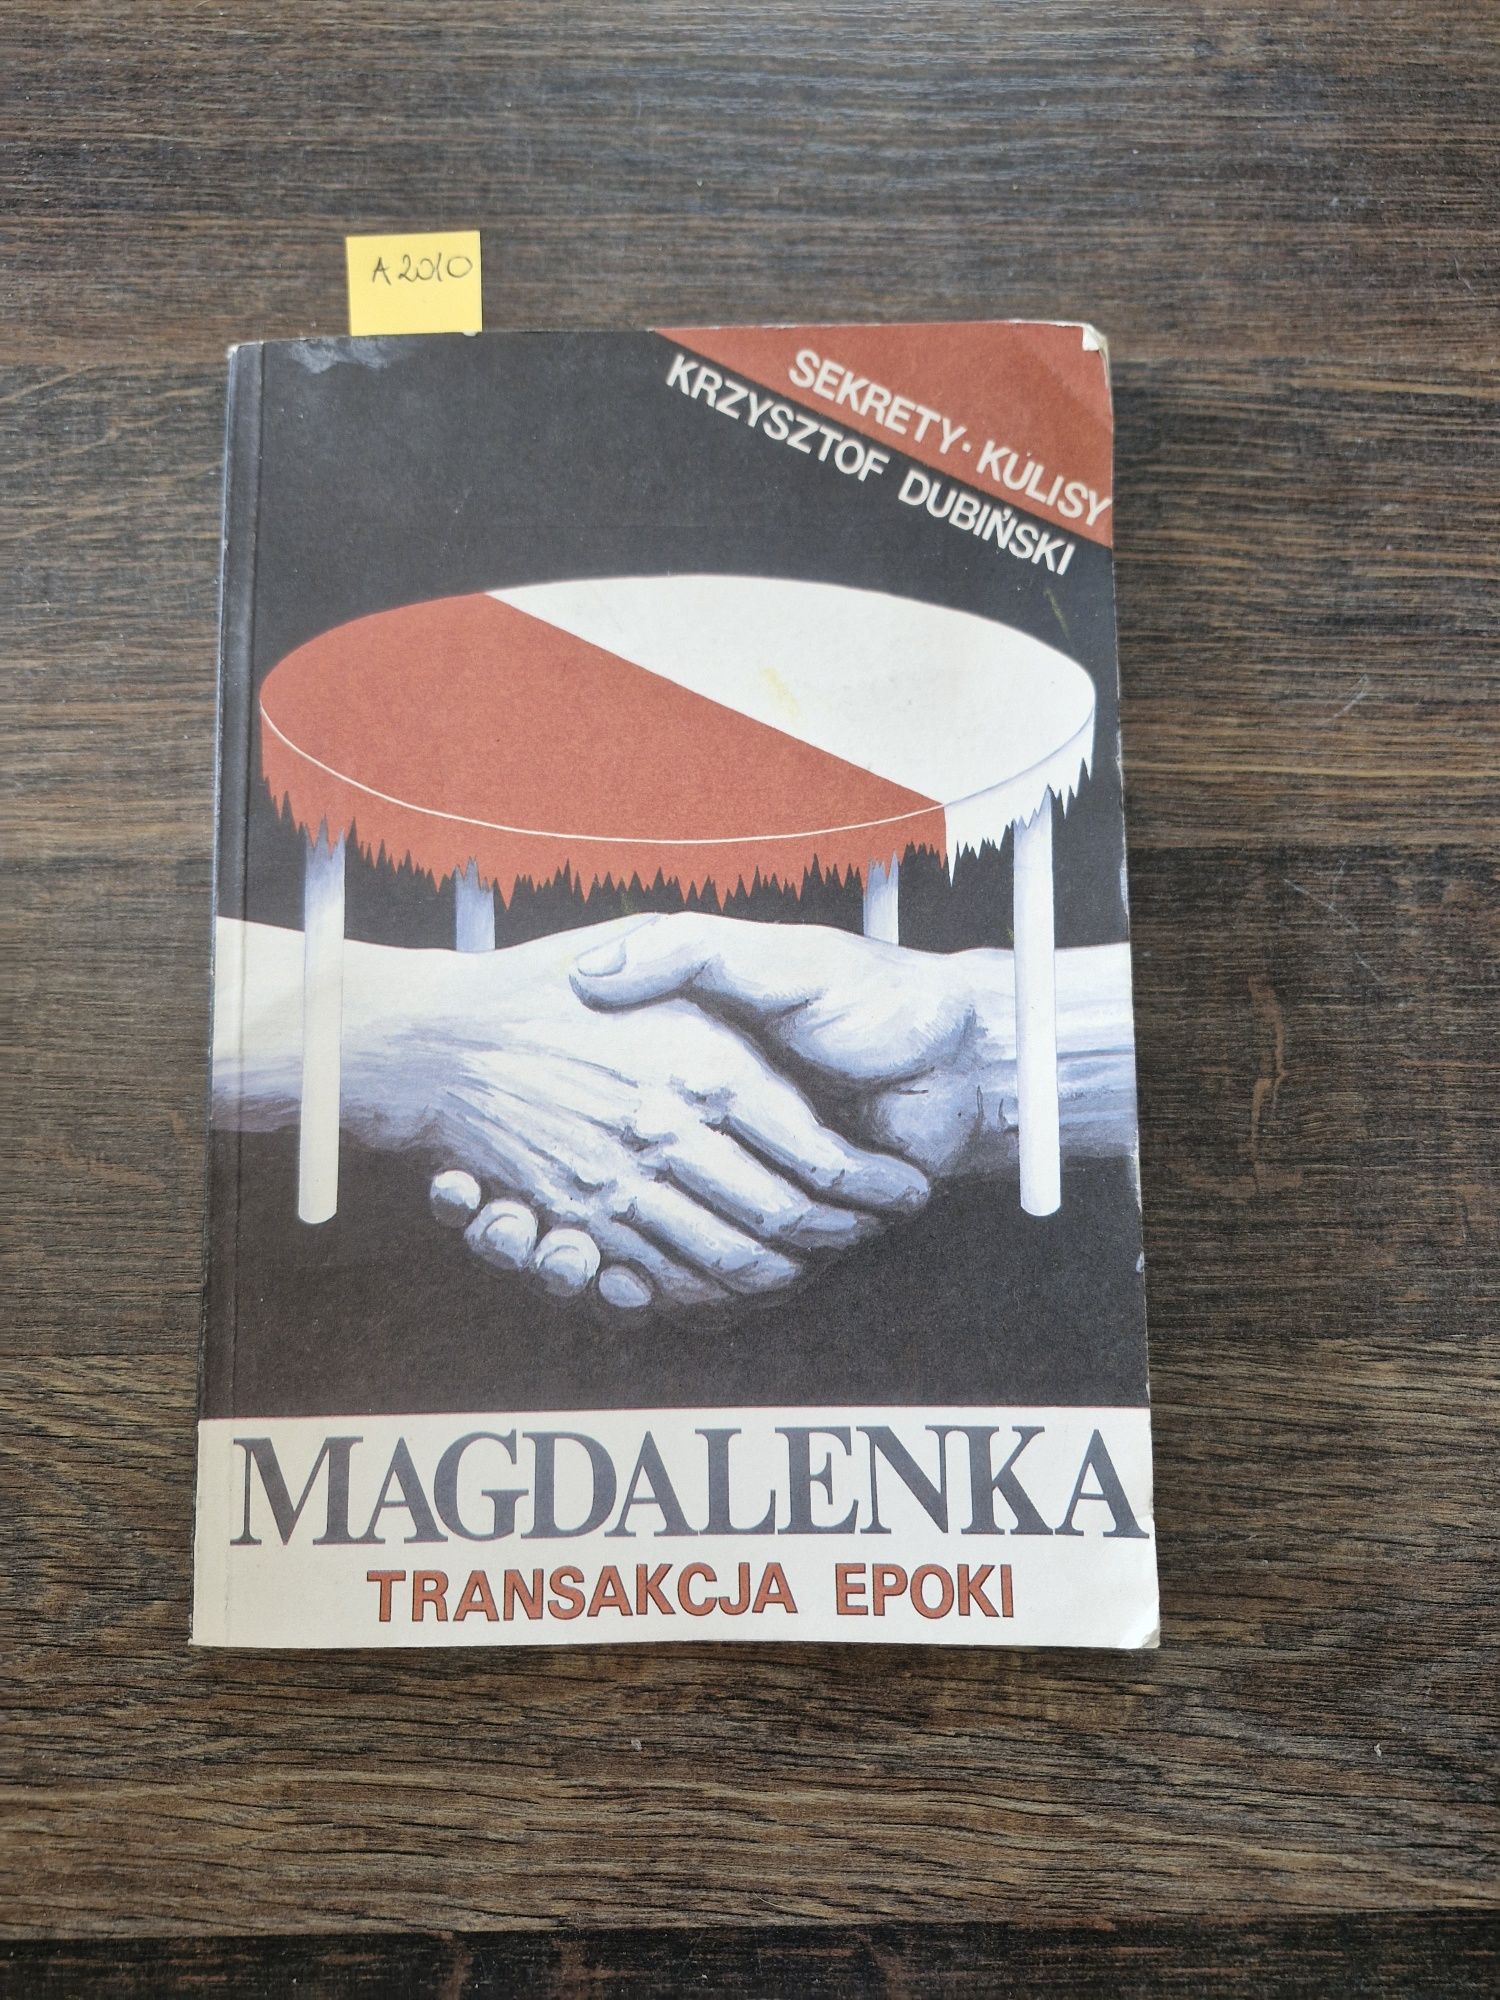 A2010
SEKRETY · KULISY
KRZYSZTOF DUBIŃSKI
MAGDALENKA
TRANSAKCJA EPOKI